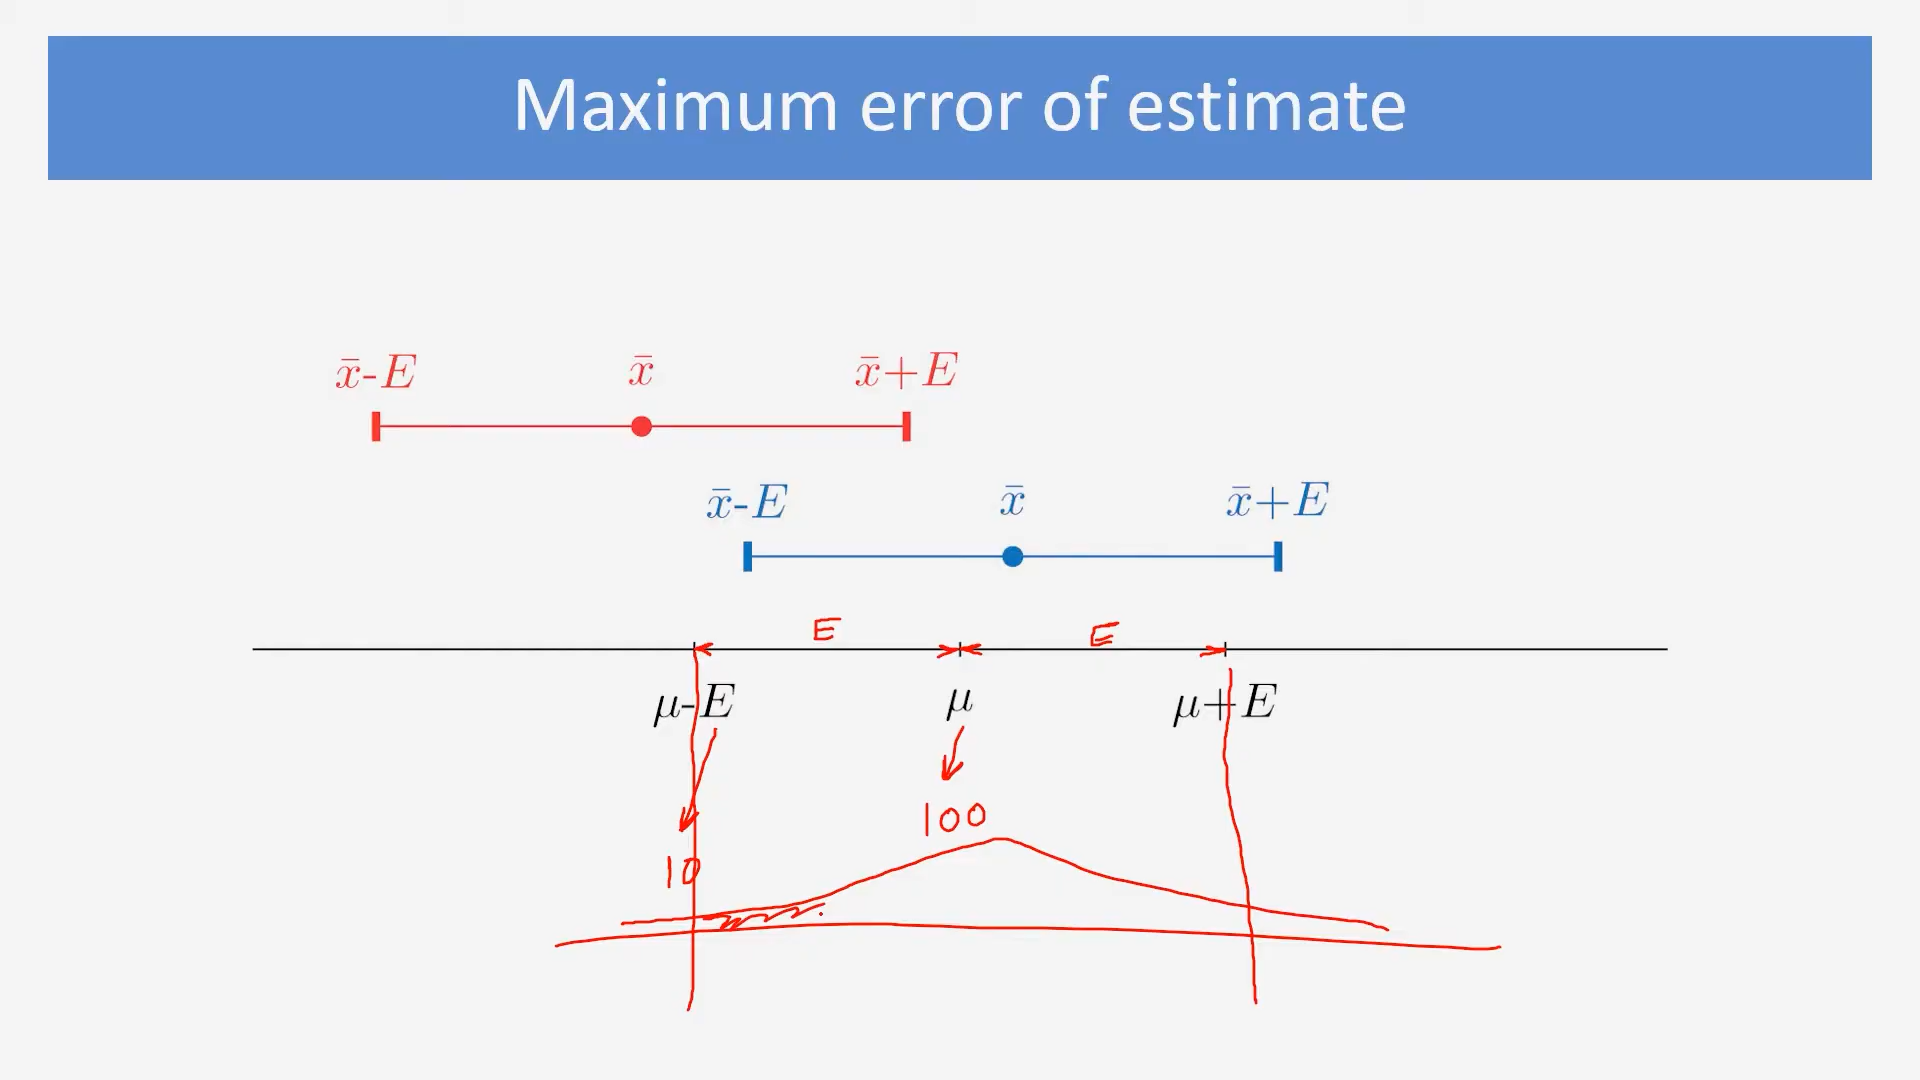 Maximum error of estimate
x̄-E x̄ x̄+E
x̄-E x̄ x̄+E
E E
μ-E μ μ+E
100
10